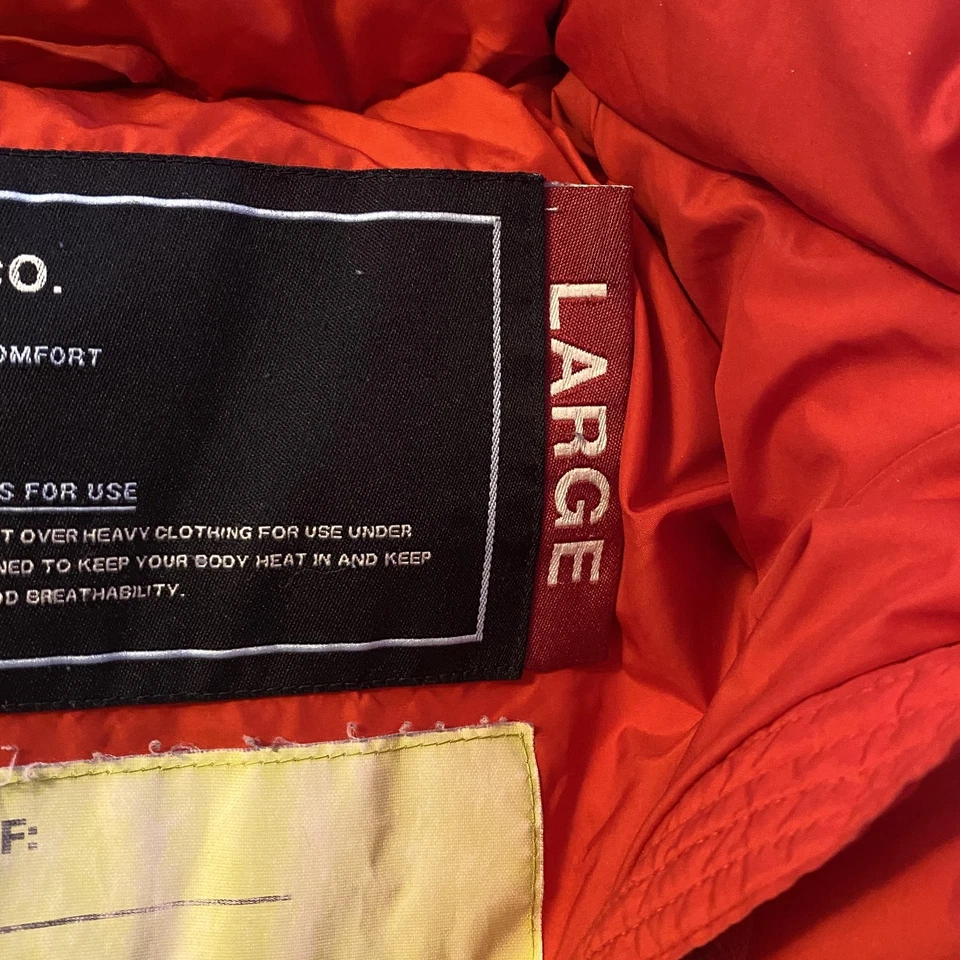 CO.
OMFORT
S FOR USE
T OVER HEAVY CLOTHING FOR USE UNDER
NED TO KEEP YOUR BODY HEAT IN AND KEEP
OD BREATHABILITY.
LARGE
F: